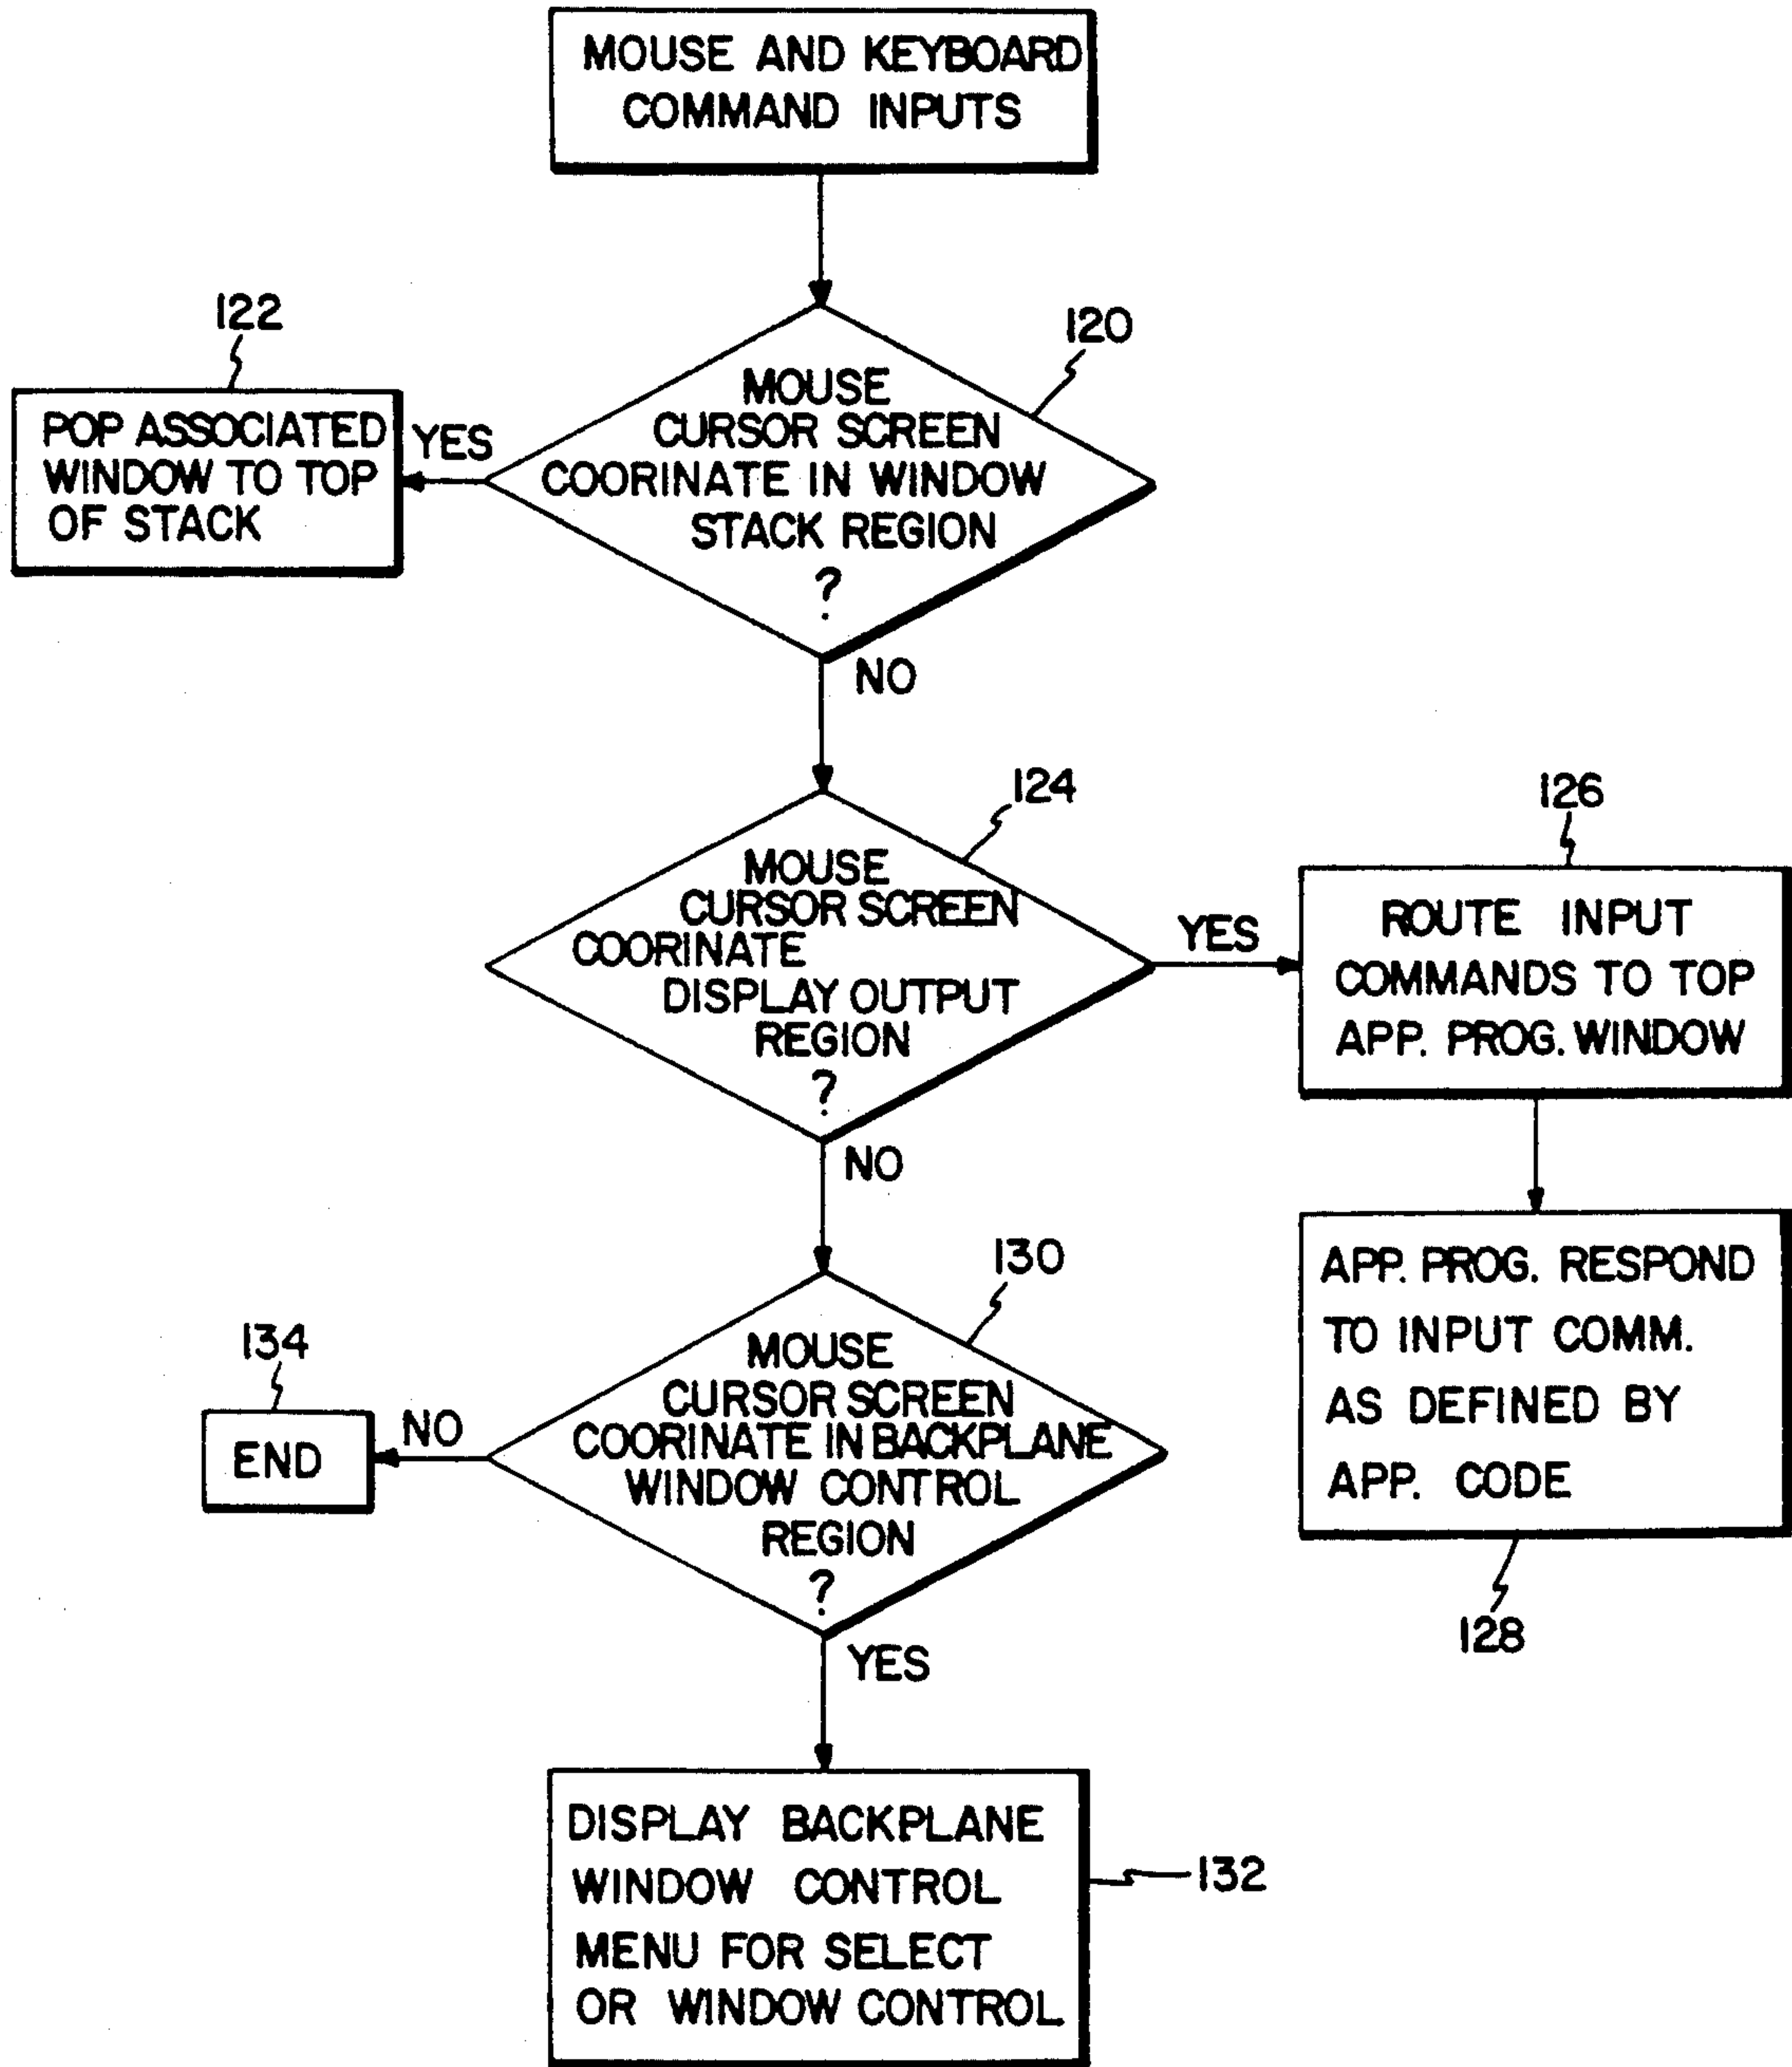 MOUSE AND KEYBOARD
COMMAND INPUTS
122
120
MOUSE
CURSOR SCREEN
COORINATE IN WINDOW
STACK REGION
?
POP ASSOCIATED
WINDOW TO TOP
OF STACK
YES
NO
124
126
MOUSE
CURSOR SCREEN
COORINATE
DISPLAY OUTPUT
REGION
?
YES
ROUTE INPUT
COMMANDS TO TOP
APP. PROG. WINDOW
NO
130
APP. PROG. RESPOND
TO INPUT COMM.
AS DEFINED BY
APP. CODE
128
134
MOUSE
CURSOR SCREEN
COORINATE IN BACKPLANE
WINDOW CONTROL
REGION
?
NO
END
YES
DISPLAY BACKPLANE
WINDOW CONTROL
MENU FOR SELECT
OR WINDOW CONTROL
132